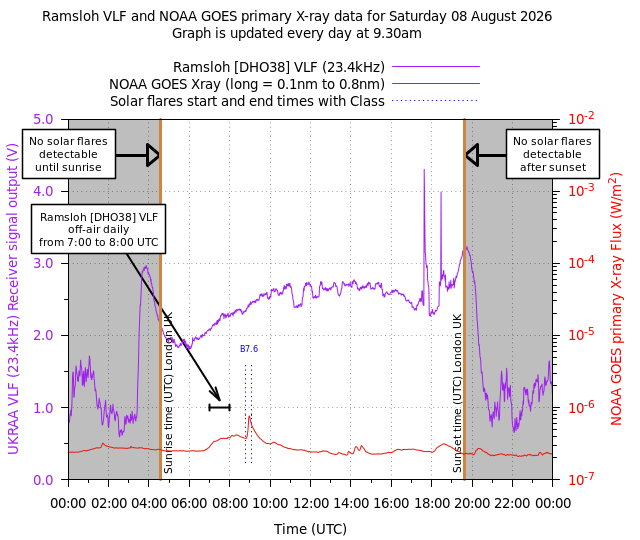 Ramsloh VLF and NOAA GOES primary X-ray data for Saturday 08 August 2026
Graph is updated every day at 9.30am
Ramsloh [DHO38] VLF (23.4kHz)
NOAA GOES Xray (long = 0.1nm to 0.8nm)
Solar flares start and end times with Class
5.0
4.0
3.0
2.0
1.0
0.0
UKRAA VLF (23.4kHz) Receiver signal output (V)
No solar flares
detectable
until sunrise
Ramsloh [DHO38] VLF
off-air daily
from 7:00 to 8:00 UTC
Sunrise time (UTC) London UK
B7.6
Sunset time (UTC) London UK
No solar flares
detectable
after sunset
10⁻²
10⁻³
10⁻⁴
10⁻⁵
10⁻⁶
10⁻⁷
NOAA GOES primary X-ray Flux (W/m²)
00:00 02:00 04:00 06:00 08:00 10:00 12:00 14:00 16:00 18:00 20:00 22:00 00:00
Time (UTC)